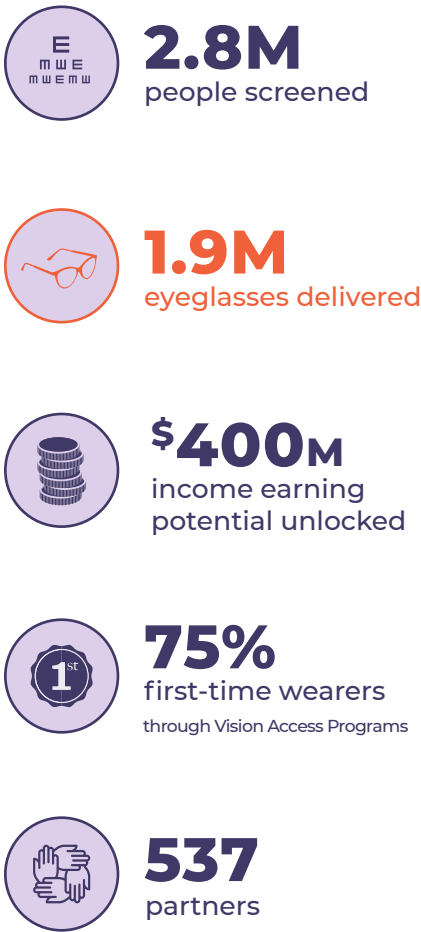 E
M W E
M W E M W
2.8M
people screened
1.9M
eyeglasses delivered
$400M
income earning
potential unlocked
1st
75%
first-time wearers
through Vision Access Programs
537
partners